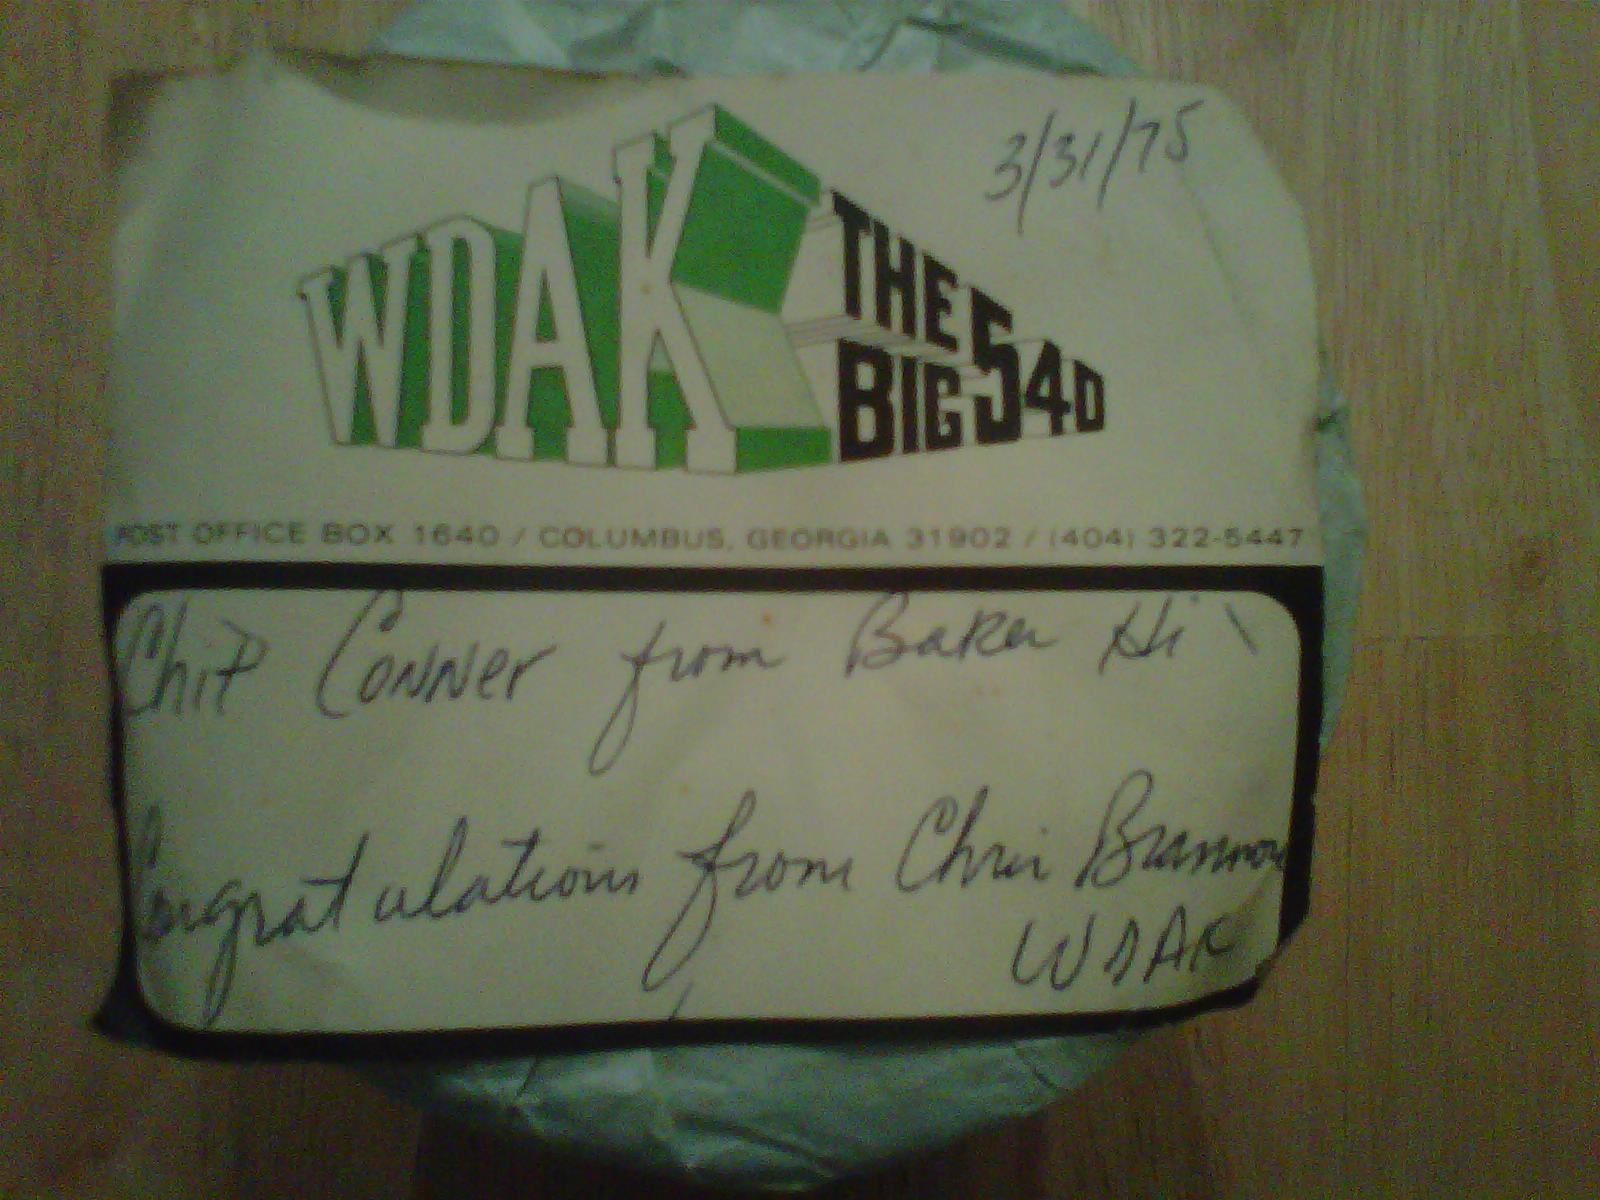 3/31/75
WDAK THE BIG 540
POST OFFICE BOX 1640 / COLUMBUS, GEORGIA 31902 / (404) 322-5447
Chip Conner from Baker Hi
Congratulations from Chris Brannon
WDAK